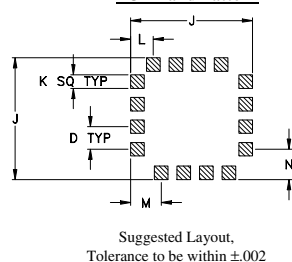 J
L
K SQ TYP
J
D TYP
N
M
Suggested Layout,
Tolerance to be within ±.002